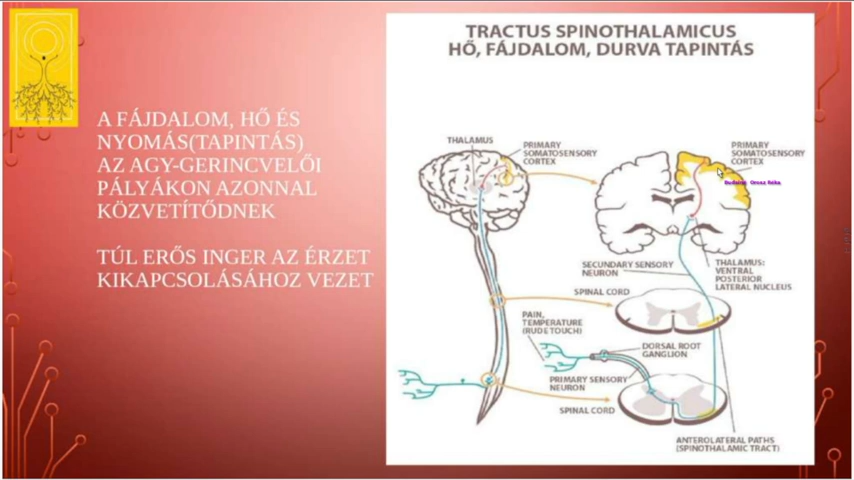 A FÁJDALOM, HŐ ÉS
NYOMÁS(TAPINTÁS)
AZ AGY-GERINCVELŐI
PÁLYÁKON AZONNAL
KÖZVETÍTŐDNEK
TÚL ERŐS INGER AZ ÉRZET
KIKAPCSOLÁSÁHOZ VEZET
TRACTUS SPINOTHALAMICUS
HŐ, FÁJDALOM, DURVA TAPINTÁS
THALAMUS
PRIMARY
SOMATOSENSORY
CORTEX
PRIMARY
SOMATOSENSORY
CORTEX
SECUNDARY SENSORY
NEURON
THALAMUS:
VENTRAL
POSTERIOR
LATERAL NUCLEUS
SPINAL CORD
PAIN,
TEMPERATURE
(RUDE TOUCH)
DORSAL ROOT
GANGLION
PRIMARY SENSORY
NEURON
SPINAL CORD
ANTEROLATERAL PATHS
(SPINOTHALAMIC TRACT)